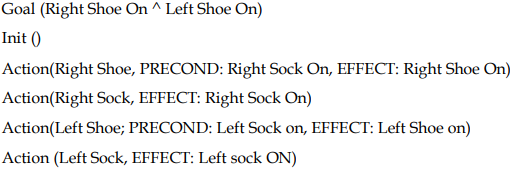 Goal (Right Shoe On ^ Left Shoe On)
Init ()
Action(Right Shoe, PRECOND: Right Sock On, EFFECT: Right Shoe On)
Action(Right Sock, EFFECT: Right Sock On)
Action(Left Shoe; PRECOND: Left Sock on, EFFECT: Left Shoe on)
Action (Left Sock, EFFECT: Left sock ON)